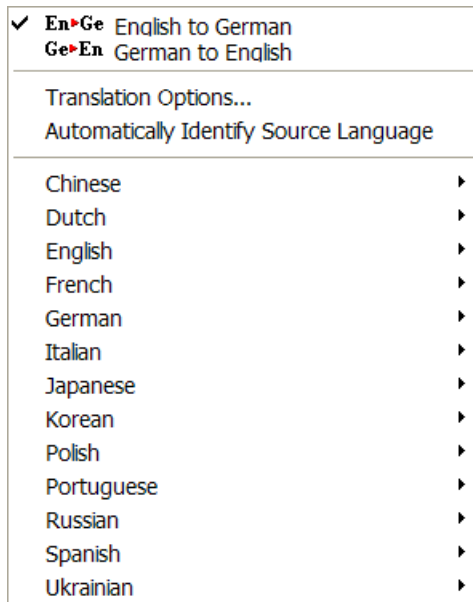 En▸Ge English to German
Ge▸En German to English
Translation Options...
Automatically Identify Source Language
Chinese
Dutch
English
French
German
Italian
Japanese
Korean
Polish
Portuguese
Russian
Spanish
Ukrainian